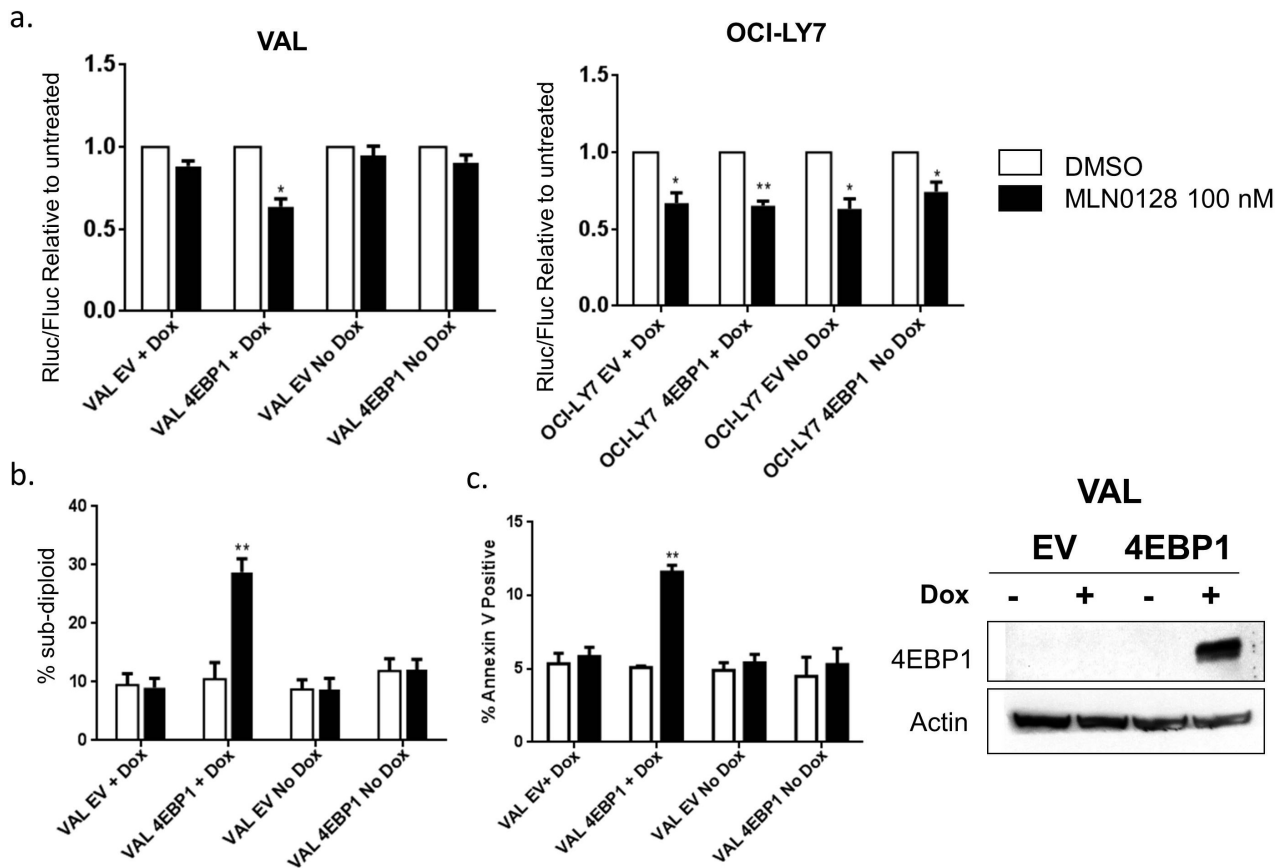 a.
VAL
Rluc/Fluc Relative to untreated
1.5
1.0
0.5
0.0
*
VAL EV + Dox
VAL 4EBP1 + Dox
VAL EV No Dox
VAL 4EBP1 No Dox
OCI-LY7
Rluc/Fluc Relative to untreated
1.5
1.0
0.5
0.0
*
**
*
*
OCI-LY7 EV + Dox
OCI-LY7 4EBP1 + Dox
OCI-LY7 EV No Dox
OCI-LY7 4EBP1 No Dox
DMSO
MLN0128 100 nM
b.
% sub-diploid
40
30
20
10
0
**
VAL EV + Dox
VAL 4EBP1 + Dox
VAL EV No Dox
VAL 4EBP1 No Dox
c.
% Annexin V Positive
15
10
5
0
**
VAL EV+ Dox
VAL 4EBP1 + Dox
VAL EV No Dox
VAL 4EBP1 No Dox
VAL
EV 4EBP1
Dox - + - +
4EBP1
Actin